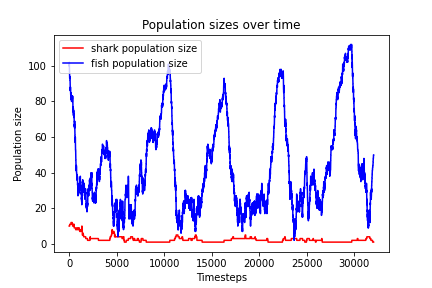 Population sizes over time
shark population size
fish population size
Population size
100
80
60
40
20
0
0
5000
10000
15000
20000
25000
30000
Timesteps